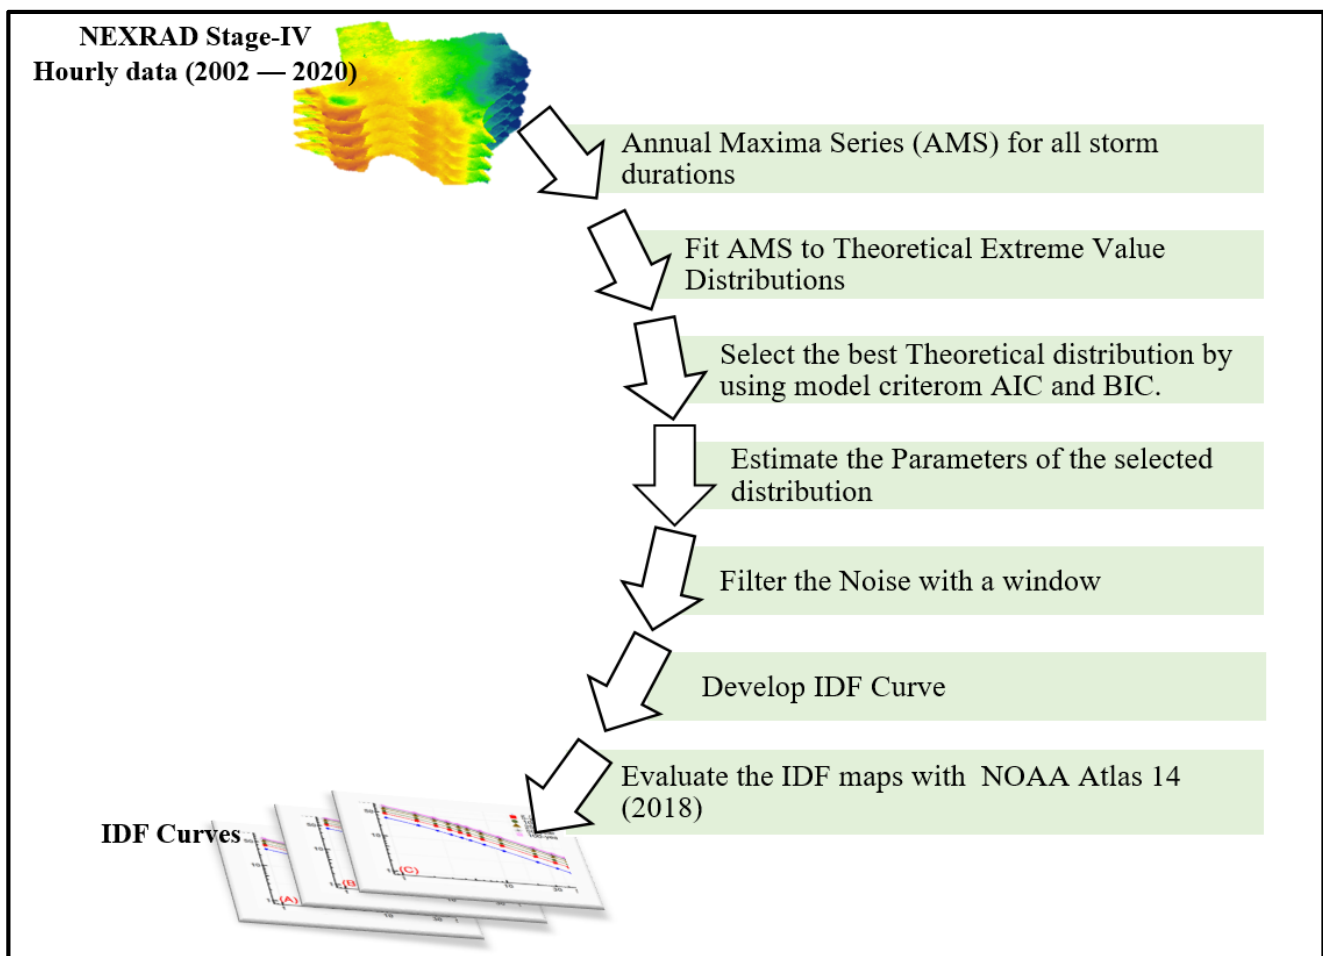 NEXRAD Stage-IV
Hourly data (2002 — 2020)
Annual Maxima Series (AMS) for all storm
durations
Fit AMS to Theoretical Extreme Value
Distributions
Select the best Theoretical distribution by
using model criterom AIC and BIC.
Estimate the Parameters of the selected
distribution
Filter the Noise with a window
Develop IDF Curve
Evaluate the IDF maps with NOAA Atlas 14
(2018)
IDF Curves
(A)
(B)
(C)
10